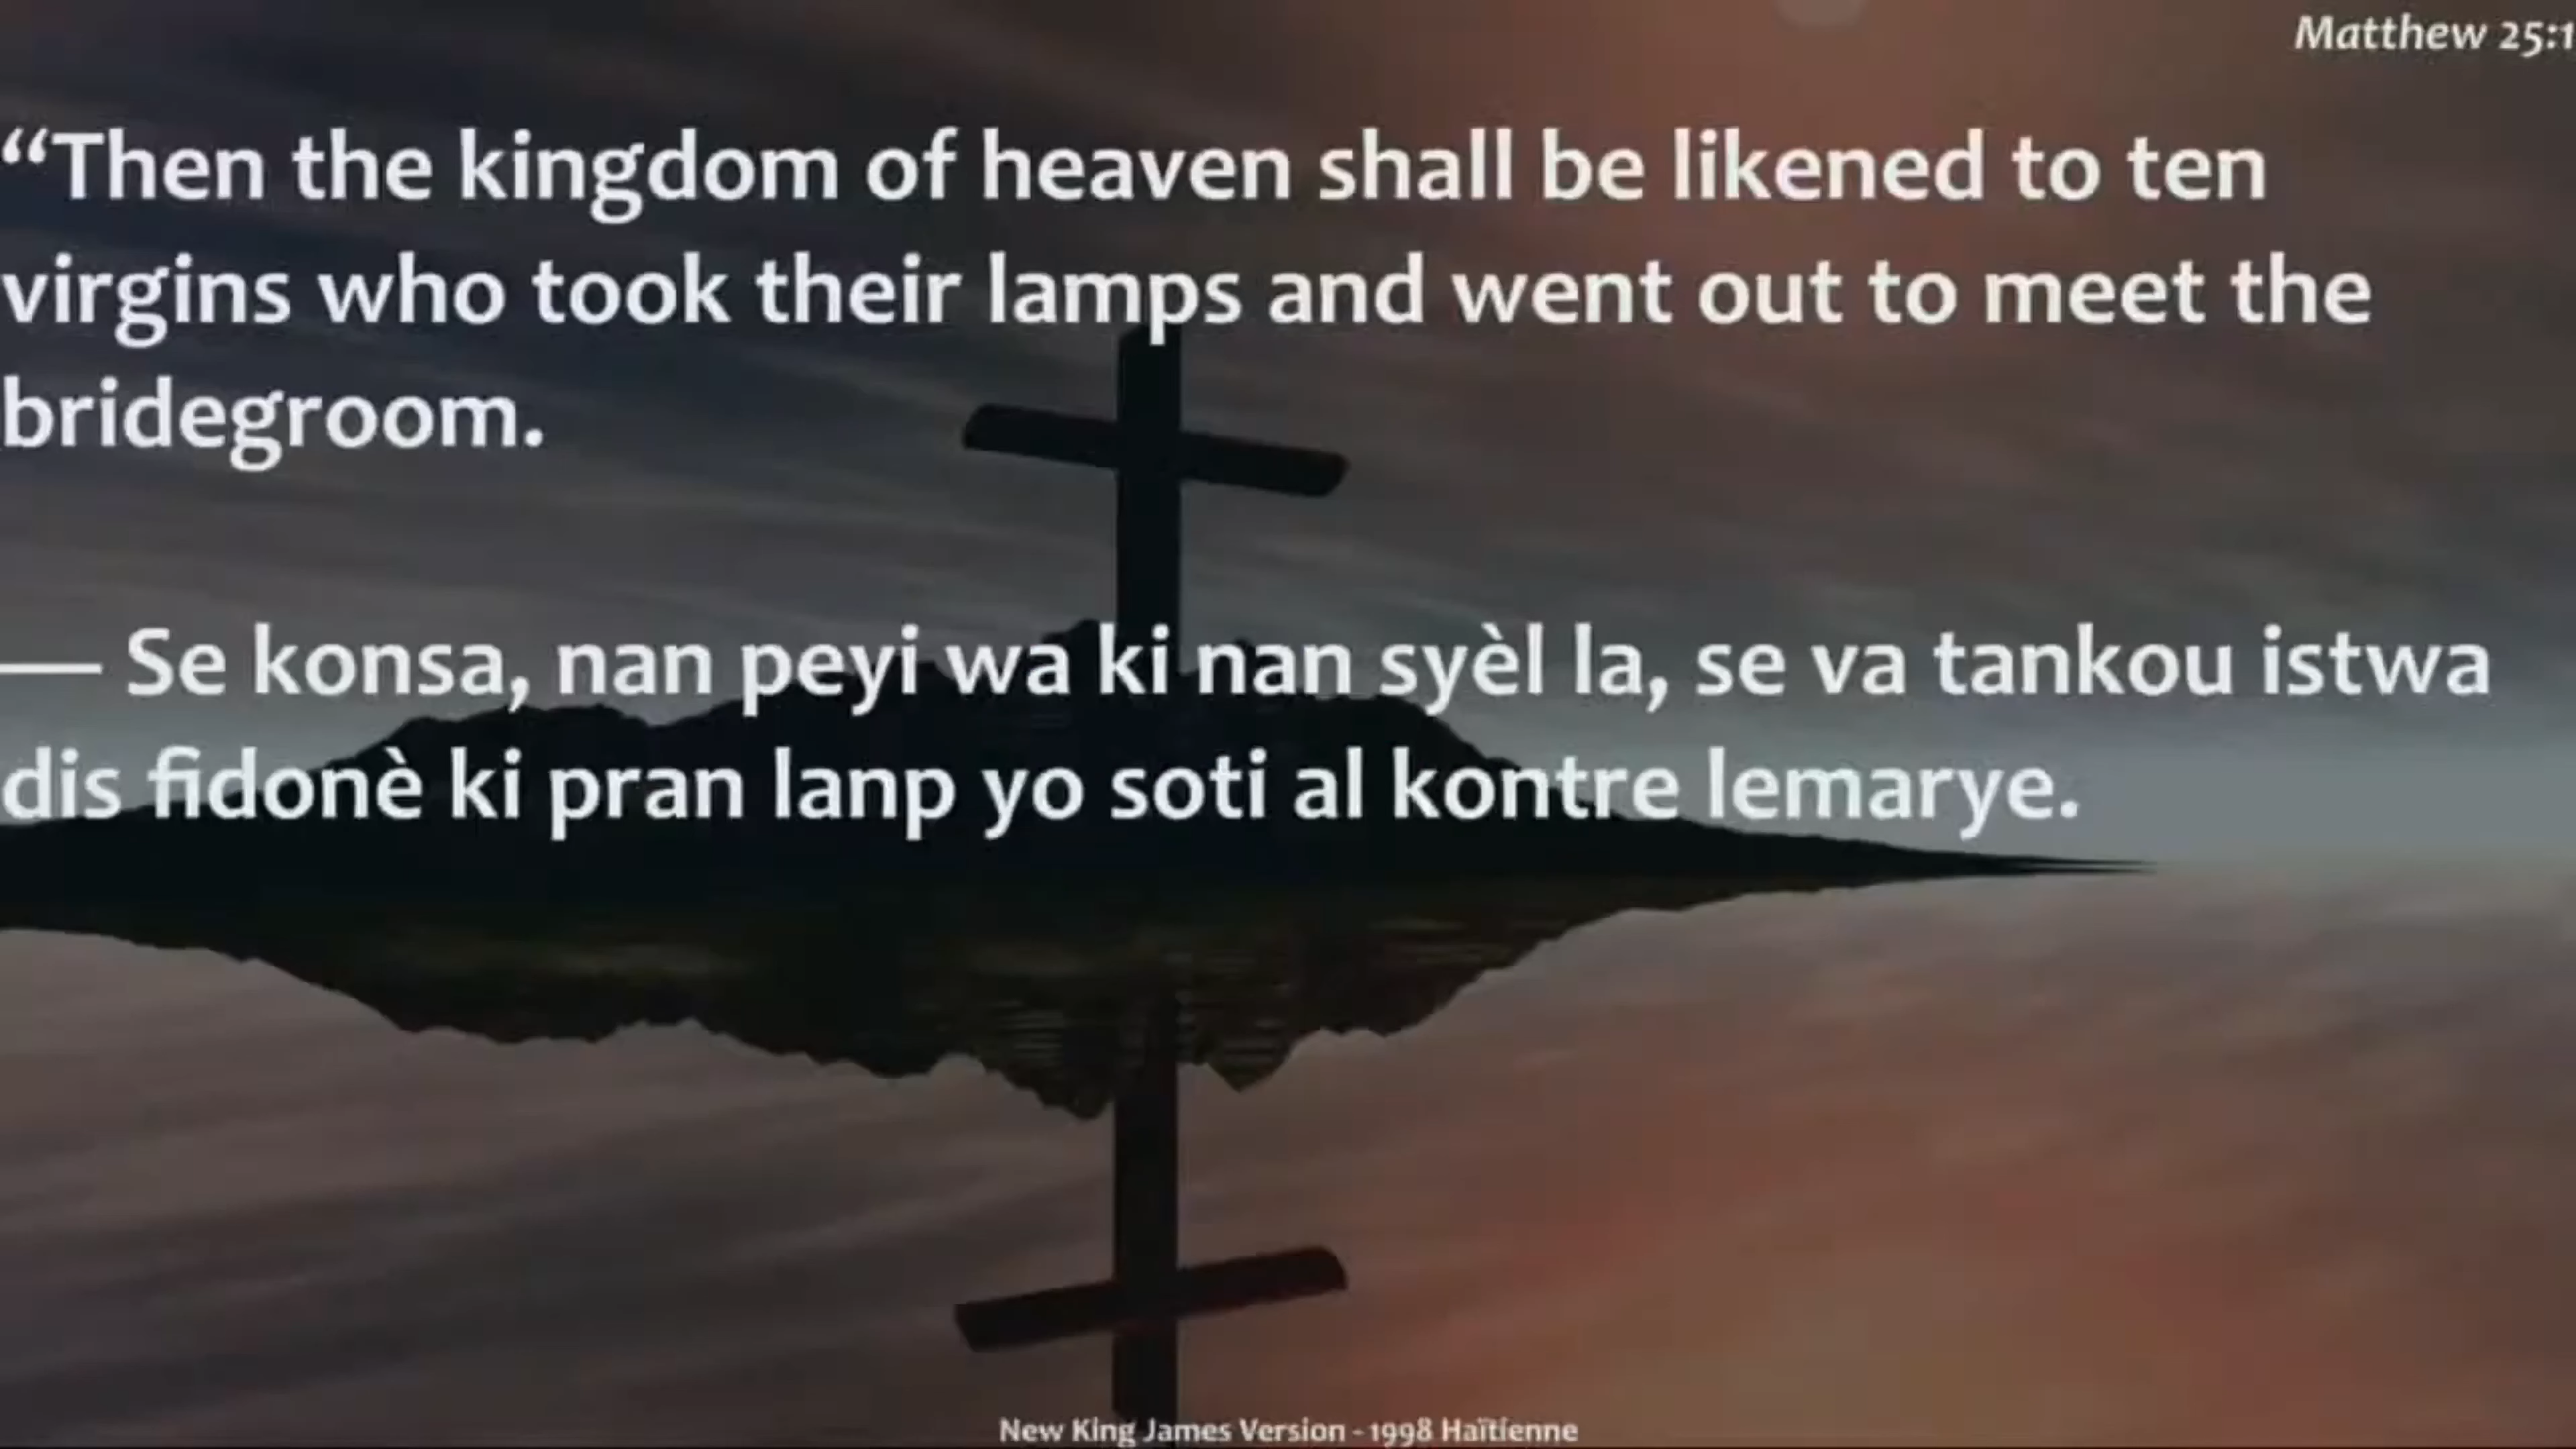 Matthew 25:1
“Then the kingdom of heaven shall be likened to ten
virgins who took their lamps and went out to meet the
bridegroom.
— Se konsa, nan peyi wa ki nan syèl la, se va tankou istwa
dis fidonè ki pran lanp yo soti al kontre lemarye.
New King James Version - 1998 Haïtienne